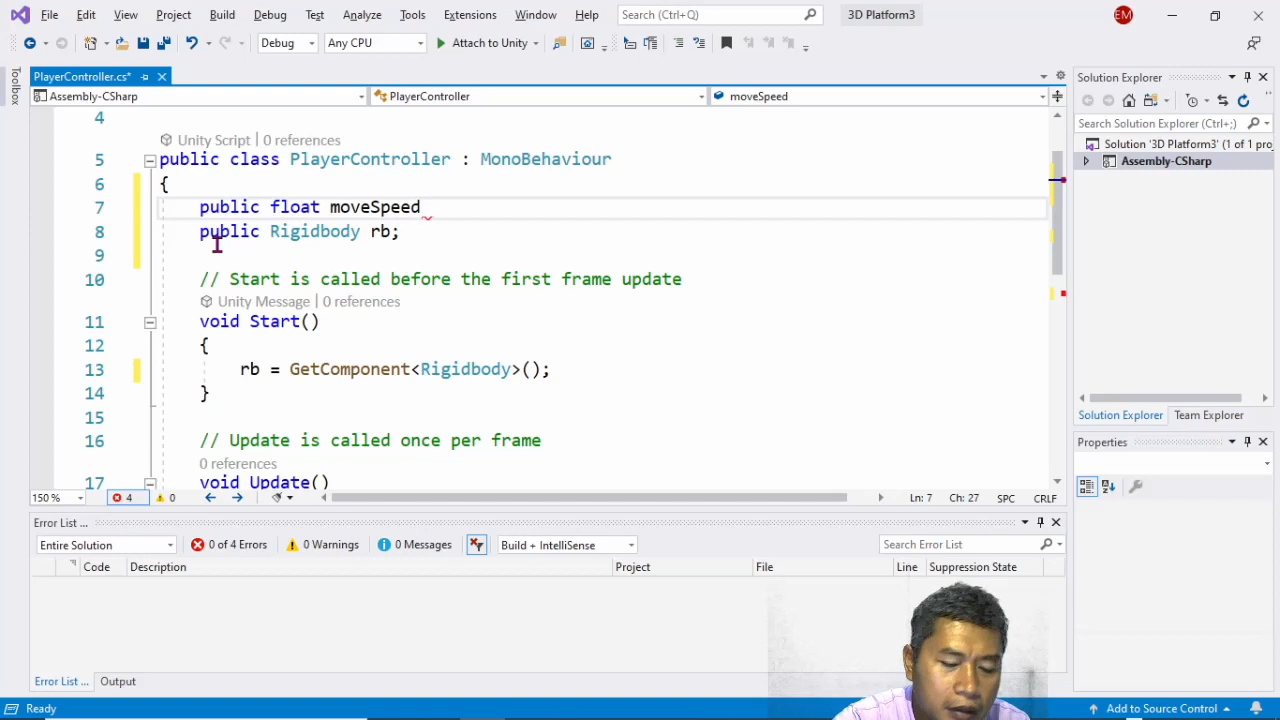 File Edit View Project Build Debug Test Analyze Tools Extensions Window Help Search (Ctrl+Q) 3D Platform3 EM
Debug Any CPU Attach to Unity
Toolbox
PlayerController.cs*
Assembly-CSharp PlayerController moveSpeed
4
Unity Script | 0 references
5 public class PlayerController : MonoBehaviour
6 {
7 public float moveSpeed
8 public Rigidbody rb;
9
10 // Start is called before the first frame update
Unity Message | 0 references
11 void Start()
12 {
13 rb = GetComponent<Rigidbody>();
14 }
15
16 // Update is called once per frame
0 references
17 void Update()
150 % 4 0 Ln: 7 Ch: 27 SPC CRLF
Error List ...
Entire Solution 0 of 4 Errors 0 Warnings 0 Messages Build + IntelliSense Search Error List
Code Description Project File Line Suppression State
Error List ... Output
Ready Add to Source Control
Solution Explorer
Search Solution Explorer (Ctrl+;)
Solution '3D Platform3' (1 of 1 pro
Assembly-CSharp
Solution Explorer Team Explorer
Properties